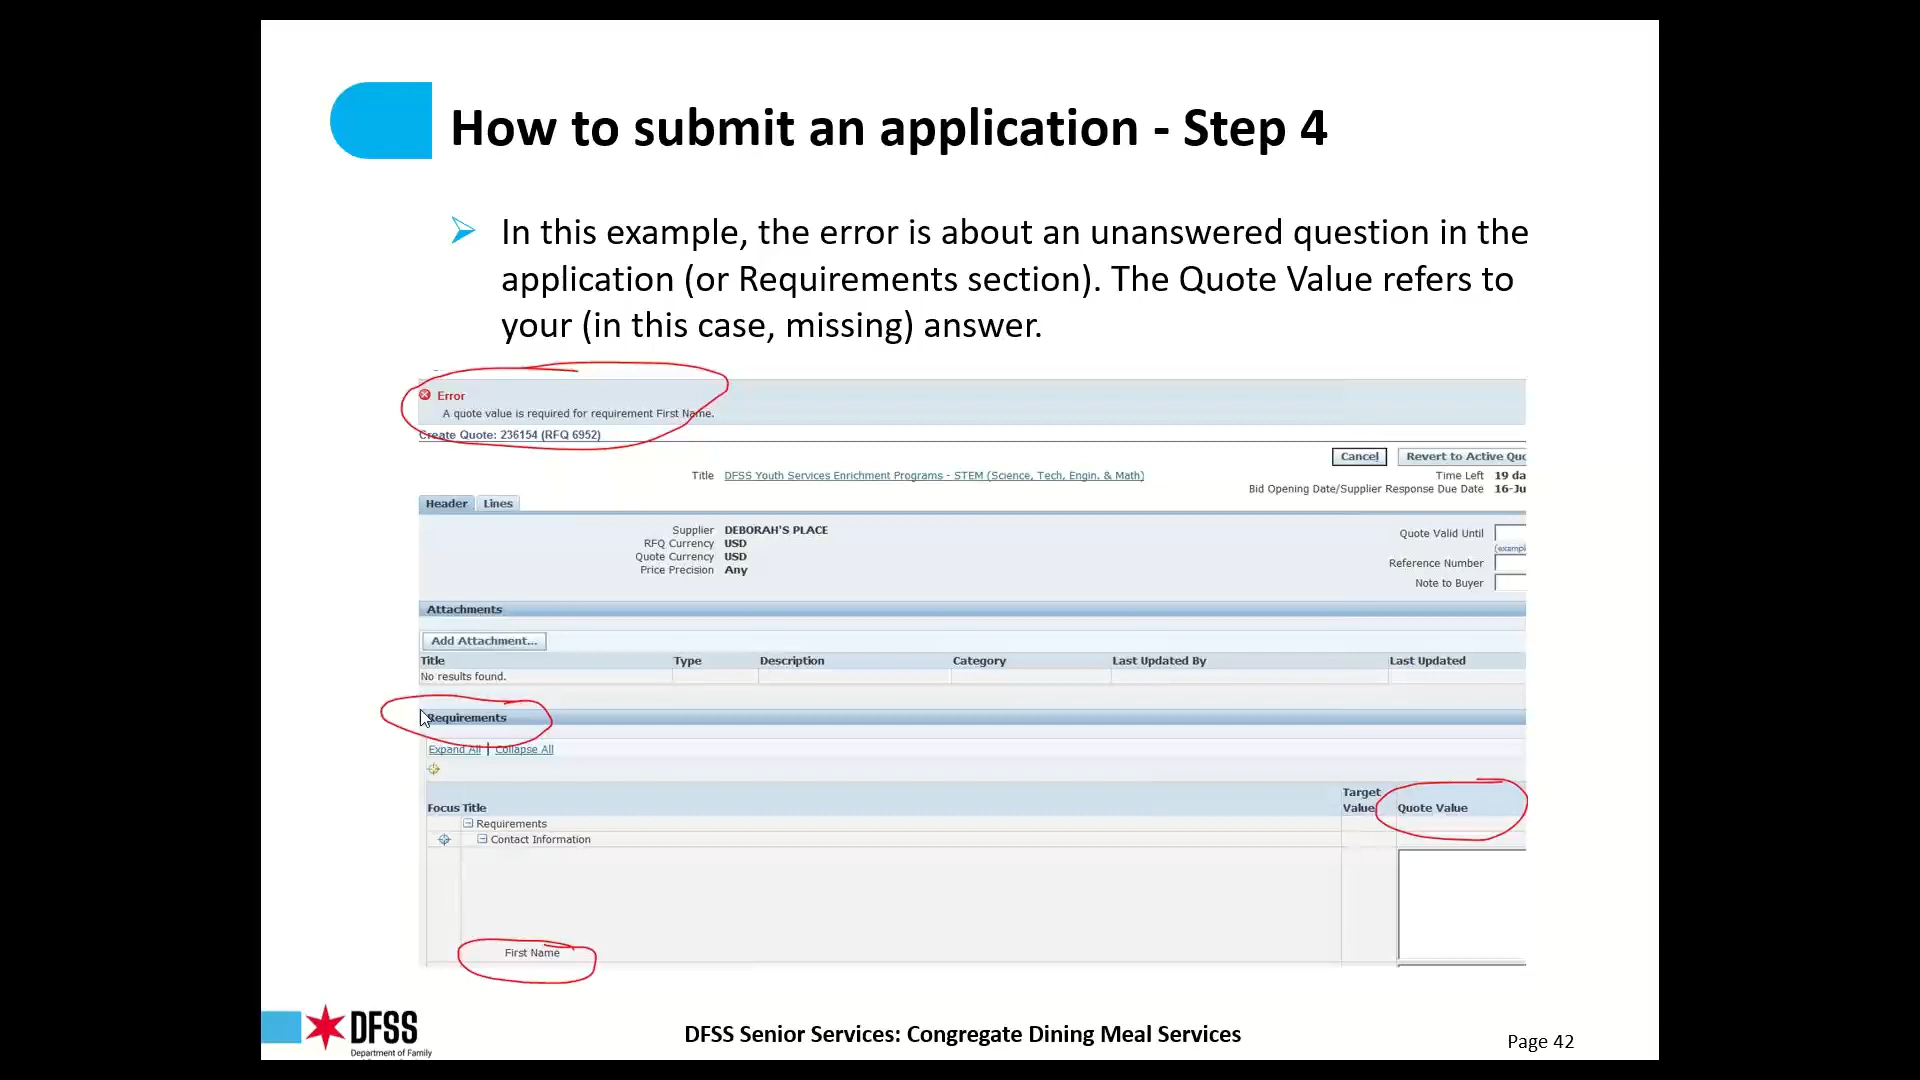 How to submit an application - Step 4
In this example, the error is about an unanswered question in the
application (or Requirements section). The Quote Value refers to
your (in this case, missing) answer.
Error
A quote value is required for requirement First Name.
Create Quote: 236154 (RFQ 6952)
Cancel Revert to Active Quo
Title DFSS Youth Services Enrichment Programs - STEM (Science, Tech, Engin. & Math)
Time Left 19 da
Bid Opening Date/Supplier Response Due Date 16-Ju
Header Lines
Supplier DEBORAH'S PLACE
RFQ Currency USD
Quote Currency USD
Price Precision Any
Quote Valid Until
(exampl
Reference Number
Note to Buyer
Attachments
Add Attachment...
Title Type Description Category Last Updated By Last Updated
No results found.
Requirements
Expand All | Collapse All
Focus Title Target Value Quote Value
Requirements
Contact Information
First Name
DFSS
Department of Family
DFSS Senior Services: Congregate Dining Meal Services
Page 42